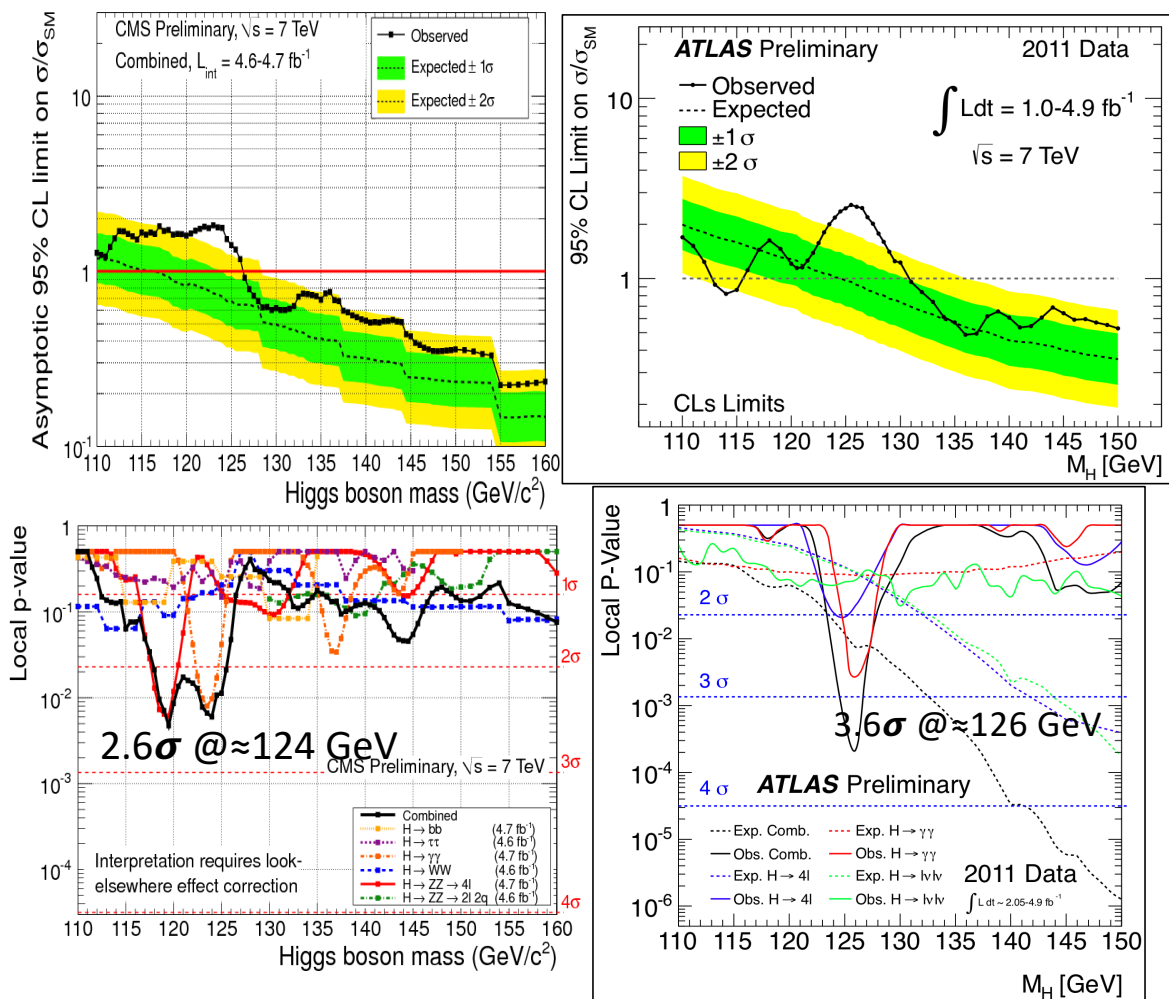 Asymptotic 95% CL limit on σ/σSM
CMS Preliminary, √s = 7 TeV
Combined, Lint = 4.6-4.7 fb-1
Observed
Expected ± 1σ
Expected ± 2σ
1
10-1
110 115 120 125 130 135 140 145 150 155 160
Higgs boson mass (GeV/c2)
95% CL Limit on σ/σSM
ATLAS Preliminary
2011 Data
Observed
Expected
±1 σ
±2 σ
∫ Ldt = 1.0-4.9 fb-1
√s = 7 TeV
10
1
CLs Limits
110 115 120 125 130 135 140 145 150
MH [GeV]
Local p-value
1
10-1
10-2
10-3
10-4
1σ
2σ
3σ
4σ
2.6σ @≈124 GeV
CMS Preliminary, √s = 7 TeV
Interpretation requires look-
elsewhere effect correction
Combined
H → bb (4.7 fb-1)
H → ττ (4.6 fb-1)
H → γγ (4.7 fb-1)
H → WW (4.6 fb-1)
H → ZZ → 4l (4.7 fb-1)
H → ZZ → 2l 2q (4.6 fb-1)
110 115 120 125 130 135 140 145 150 155 160
Higgs boson mass (GeV/c2)
Local P-Value
1
10-1
10-2
10-3
10-4
10-5
10-6
2 σ
3 σ
4 σ
3.6σ @≈126 GeV
ATLAS Preliminary
Exp. Comb.
Obs. Comb.
Exp. H → 4l
Obs. H → 4l
Exp. H → γγ
Obs. H → γγ
Exp. H → lνlν
Obs. H → lνlν
2011 Data
∫ L dt ~ 2.05-4.9 fb-1
110 115 120 125 130 135 140 145 150
MH [GeV]